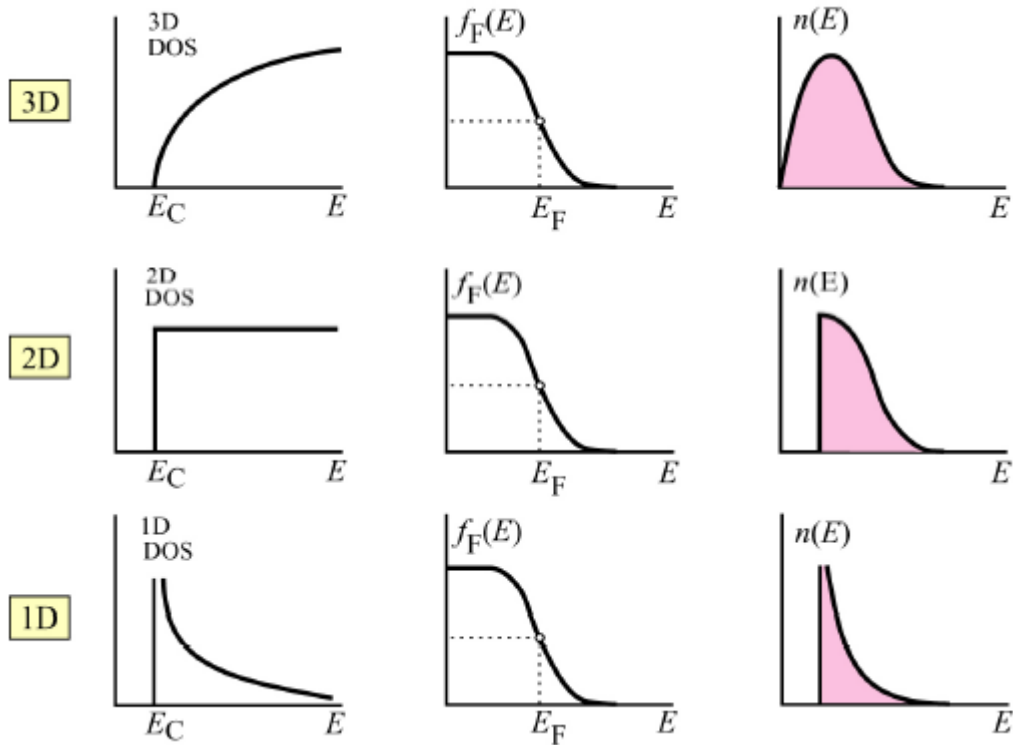 3D
3D
DOS
E_C
E
f_F(E)
E_F
E
n(E)
E
2D
2D
DOS
E_C
E
f_F(E)
E_F
E
n(E)
E
1D
1D
DOS
E_C
E
f_F(E)
E_F
E
n(E)
E